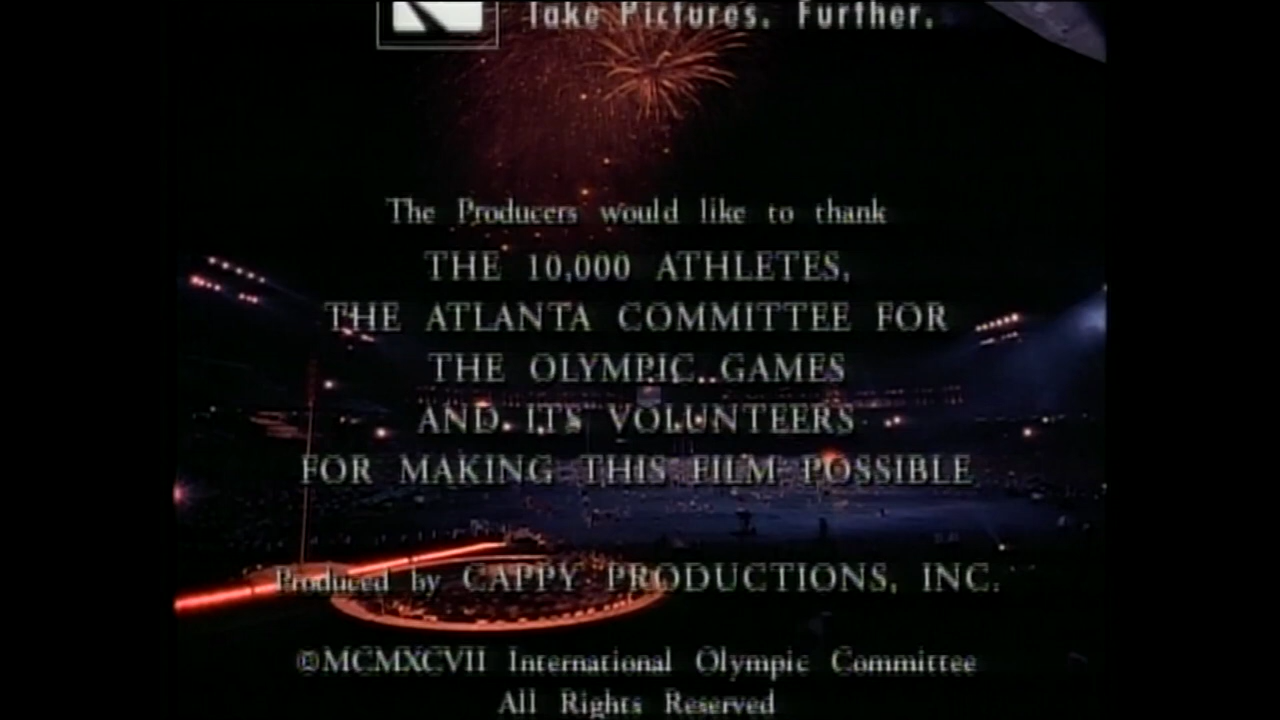 Take Pictures. Further.
The Producers would like to thank
THE 10,000 ATHLETES,
THE ATLANTA COMMITTEE FOR
THE OLYMPIC GAMES
AND ITS VOLUNTEERS
FOR MAKING THIS FILM POSSIBLE
Produced by CAPPY PRODUCTIONS, INC.
©MCMXCVII International Olympic Committee
All Rights Reserved